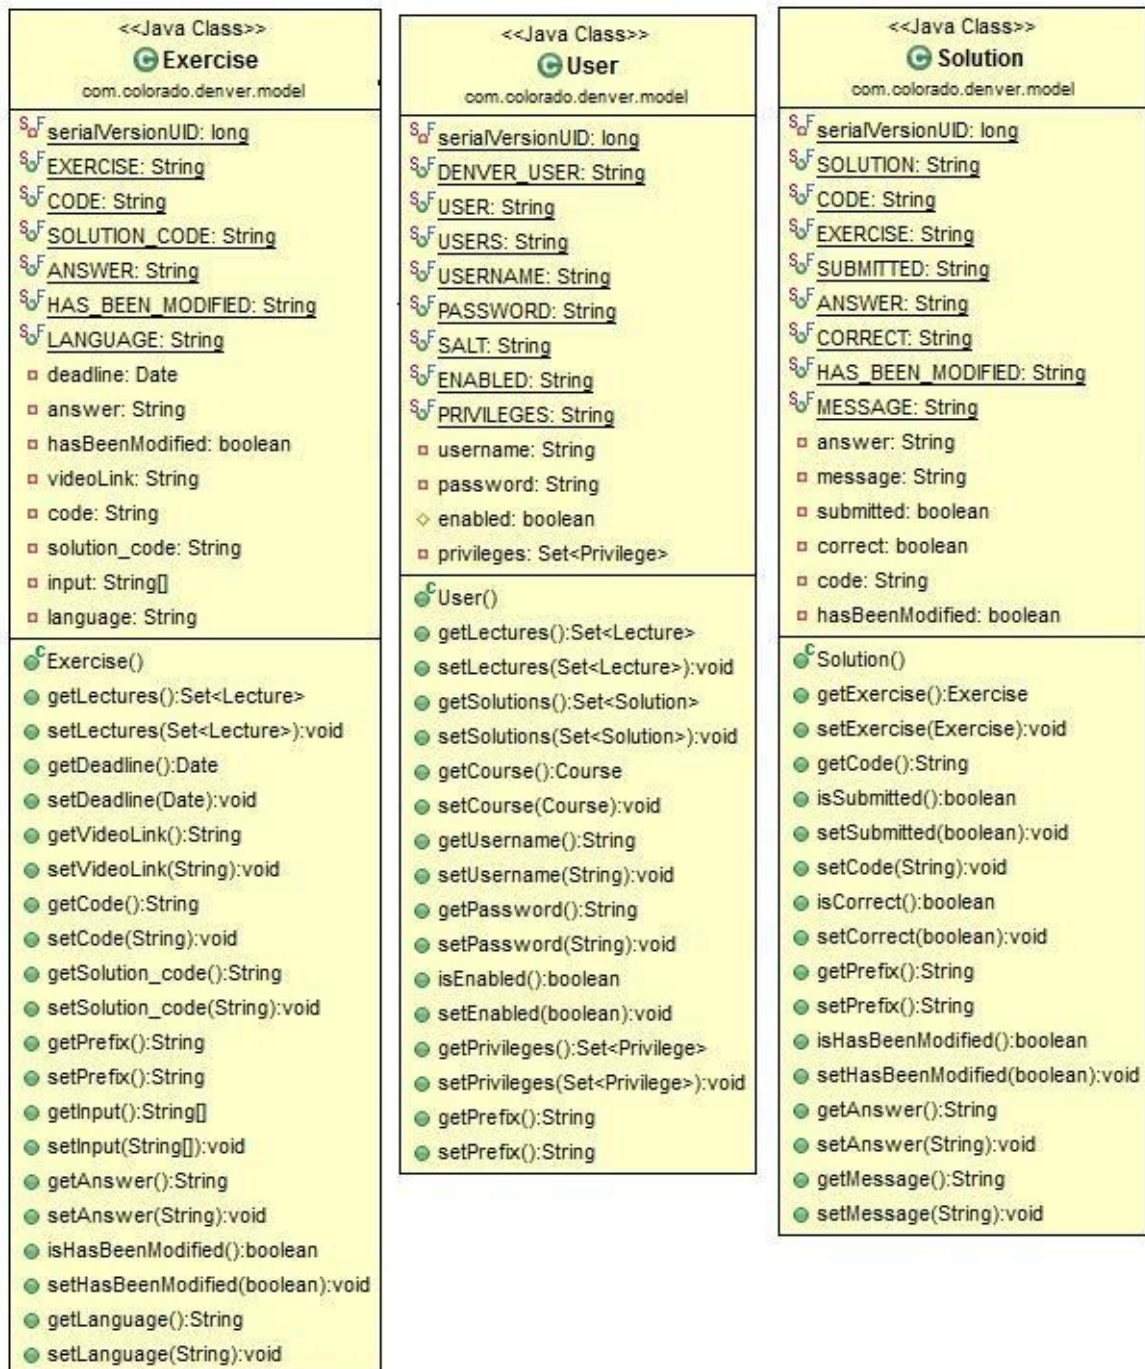 <<Java Class>>
Exercise
com.colorado.denver.model
serialVersionUID: long
EXERCISE: String
CODE: String
SOLUTION_CODE: String
ANSWER: String
HAS_BEEN_MODIFIED: String
LANGUAGE: String
deadline: Date
answer: String
hasBeenModified: boolean
videoLink: String
code: String
solution_code: String
input: String[]
language: String
Exercise()
getLectures():Set<Lecture>
setLectures(Set<Lecture>):void
getDeadline():Date
setDeadline(Date):void
getVideoLink():String
setVideoLink(String):void
getCode():String
setCode(String):void
getSolution_code():String
setSolution_code(String):void
getPrefix():String
setPrefix():String
getInput():String[]
setInput(String[]):void
getAnswer():String
setAnswer(String):void
isHasBeenModified():boolean
setHasBeenModified(boolean):void
getLanguage():String
setLanguage(String):void
<<Java Class>>
User
com.colorado.denver.model
serialVersionUID: long
DENVER_USER: String
USER: String
USERS: String
USERNAME: String
PASSWORD: String
SALT: String
ENABLED: String
PRIVILEGES: String
username: String
password: String
enabled: boolean
privileges: Set<Privilege>
User()
getLectures():Set<Lecture>
setLectures(Set<Lecture>):void
getSolutions():Set<Solution>
setSolutions(Set<Solution>):void
getCourse():Course
setCourse(Course):void
getUsername():String
setUsername(String):void
getPassword():String
setPassword(String):void
isEnabled():boolean
setEnabled(boolean):void
getPrivileges():Set<Privilege>
setPrivileges(Set<Privilege>):void
getPrefix():String
setPrefix():String
<<Java Class>>
Solution
com.colorado.denver.model
serialVersionUID: long
SOLUTION: String
CODE: String
EXERCISE: String
SUBMITTED: String
ANSWER: String
CORRECT: String
HAS_BEEN_MODIFIED: String
MESSAGE: String
answer: String
message: String
submitted: boolean
correct: boolean
code: String
hasBeenModified: boolean
Solution()
getExercise():Exercise
setExercise(Exercise):void
getCode():String
isSubmitted():boolean
setSubmitted(boolean):void
setCode(String):void
isCorrect():boolean
setCorrect(boolean):void
getPrefix():String
setPrefix():String
isHasBeenModified():boolean
setHasBeenModified(boolean):void
getAnswer():String
setAnswer(String):void
getMessage():String
setMessage(String):void